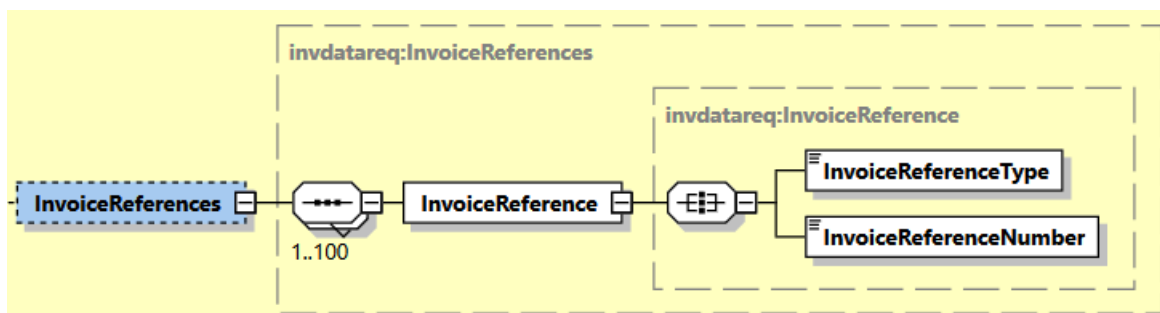 invdatareq:InvoiceReferences
invdatareq:InvoiceReference
InvoiceReferenceType
InvoiceReferences
InvoiceReference
1..100
InvoiceReferenceNumber